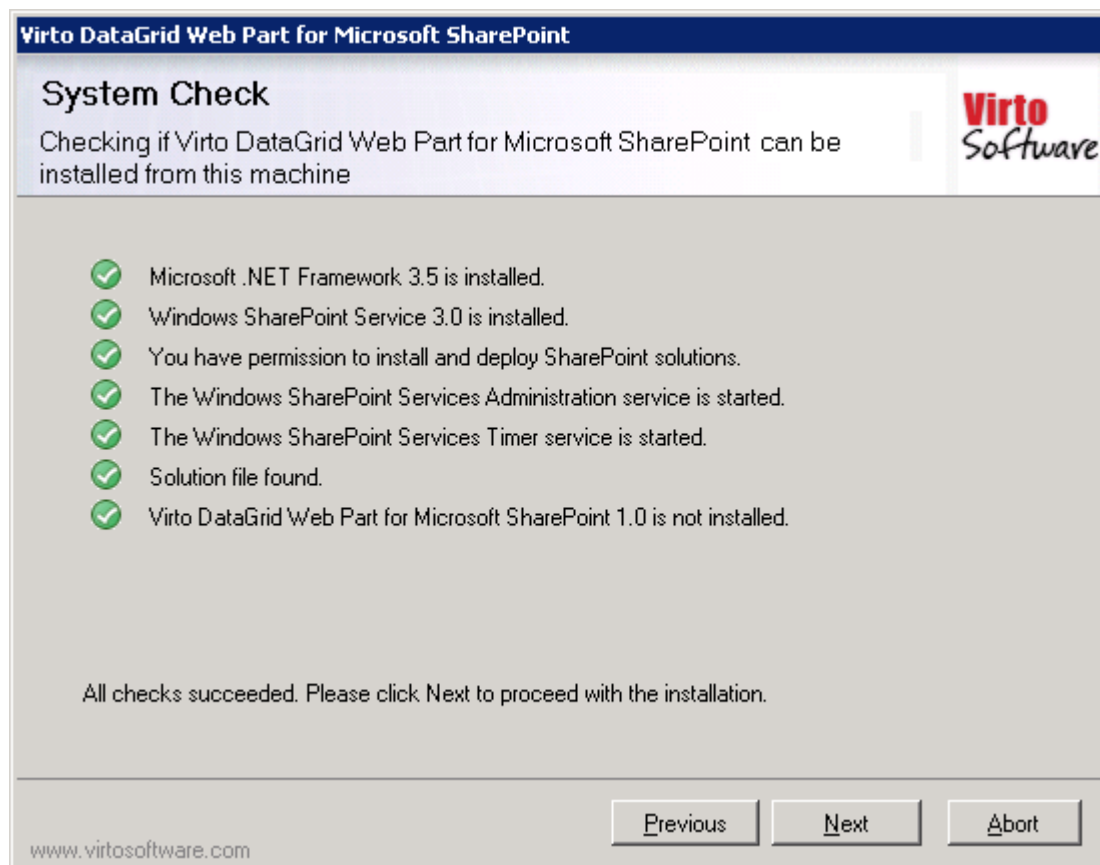 Virto DataGrid Web Part for Microsoft SharePoint
System Check
Checking if Virto DataGrid Web Part for Microsoft SharePoint can be
installed from this machine
Virto
Software
Microsoft .NET Framework 3.5 is installed.
Windows SharePoint Service 3.0 is installed.
You have permission to install and deploy SharePoint solutions.
The Windows SharePoint Services Administration service is started.
The Windows SharePoint Services Timer service is started.
Solution file found.
Virto DataGrid Web Part for Microsoft SharePoint 1.0 is not installed.
All checks succeeded. Please click Next to proceed with the installation.
Previous
Next
Abort
www.virtosoftware.com